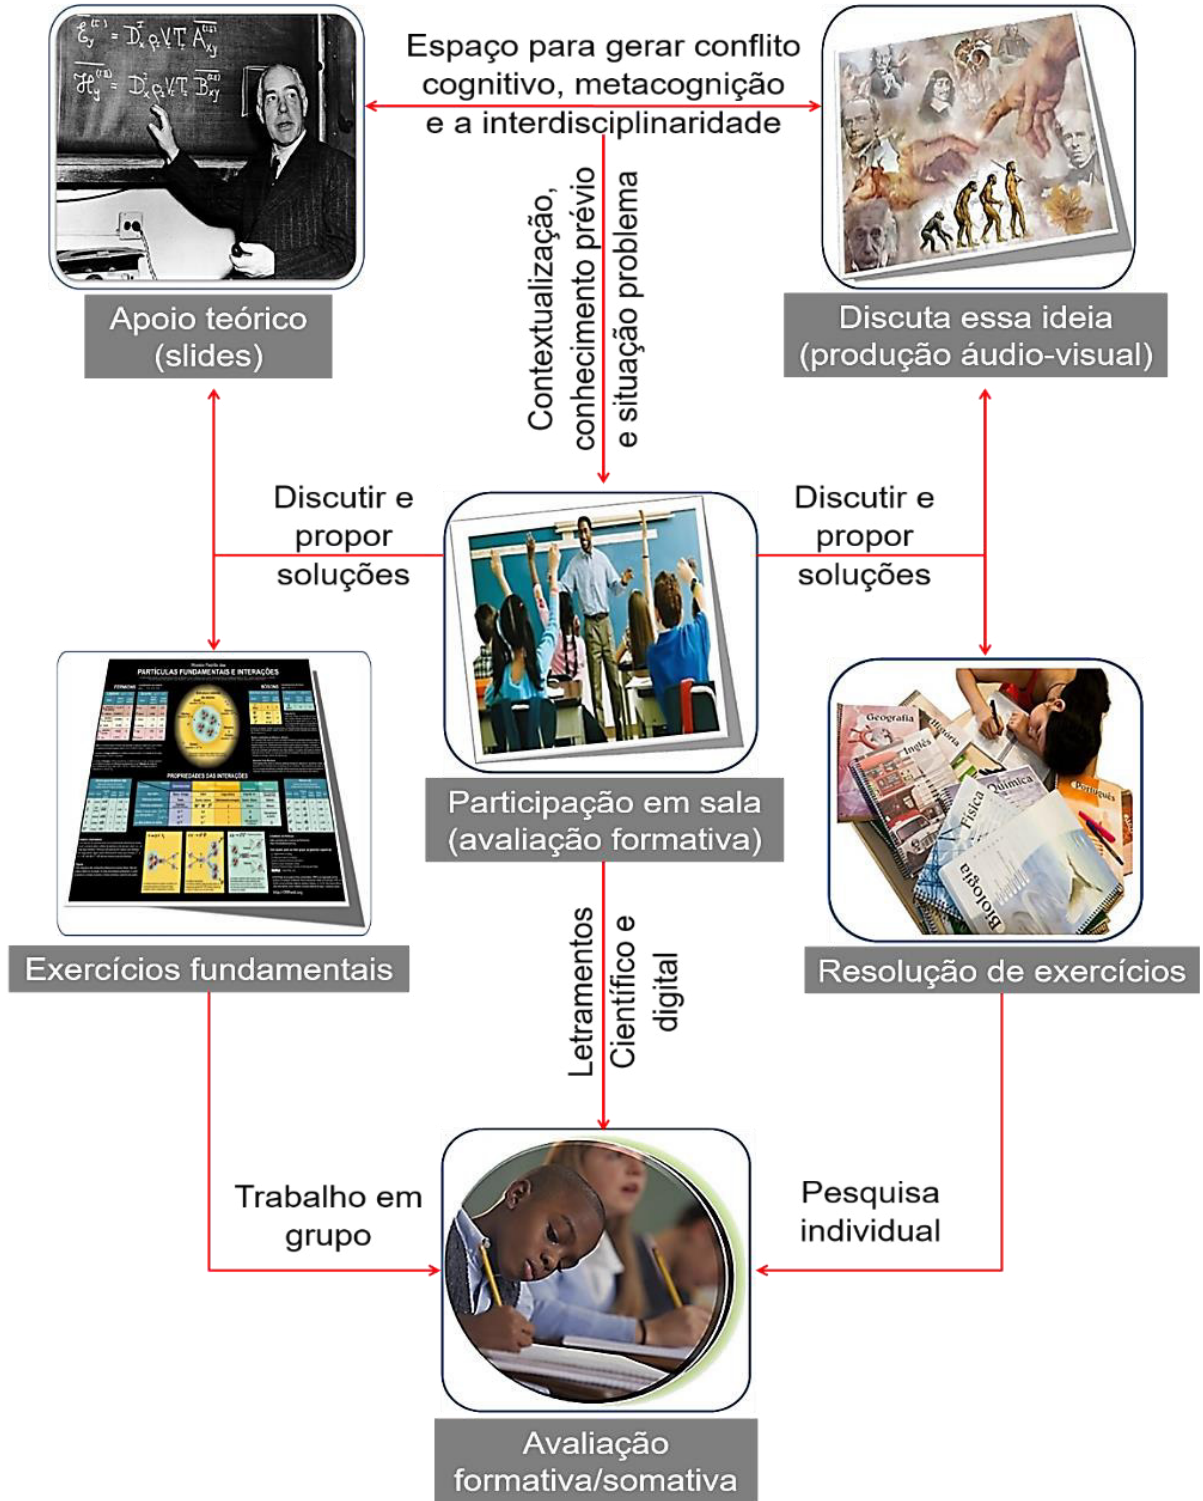 Espaço para gerar conflito
cognitivo, metacognição
e a interdisciplinaridade
Apoio teórico
(slides)
Contextualização,
conhecimento prévio
e situação problema
Discuta essa ideia
(produção áudio-visual)
Discutir e
propor
soluções
Discutir e
propor
soluções
PARTÍCULAS FUNDAMENTAIS E INTERAÇÕES
FÉRMIONS
BÓSONS
PROPRIEDADES DAS INTERAÇÕES
Geografia
História
Inglês
Química
Física
Português
Biologia
Participação em sala
(avaliação formativa)
Exercícios fundamentais
Resolução de exercícios
Letramentos
Científico e
digital
Trabalho em
grupo
Pesquisa
individual
Avaliação
formativa/somativa